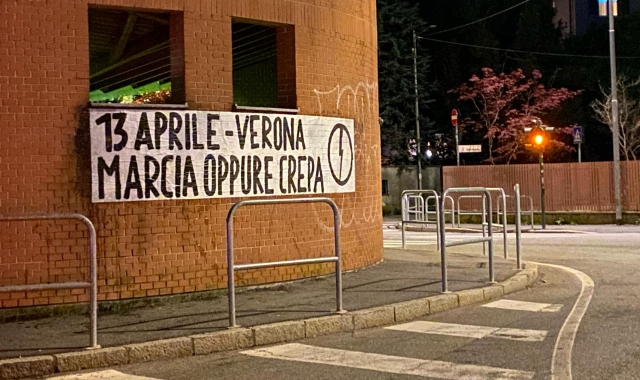 13 APRILE - VERONA
MARCIA OPPURE CREPA